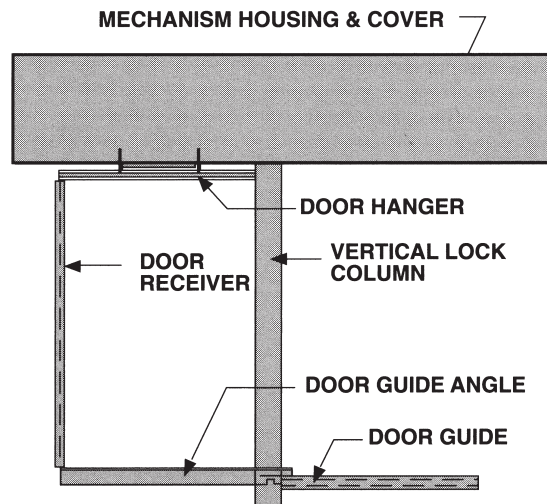 MECHANISM HOUSING & COVER
DOOR HANGER
DOOR
RECEIVER
VERTICAL LOCK
COLUMN
DOOR GUIDE ANGLE
DOOR GUIDE